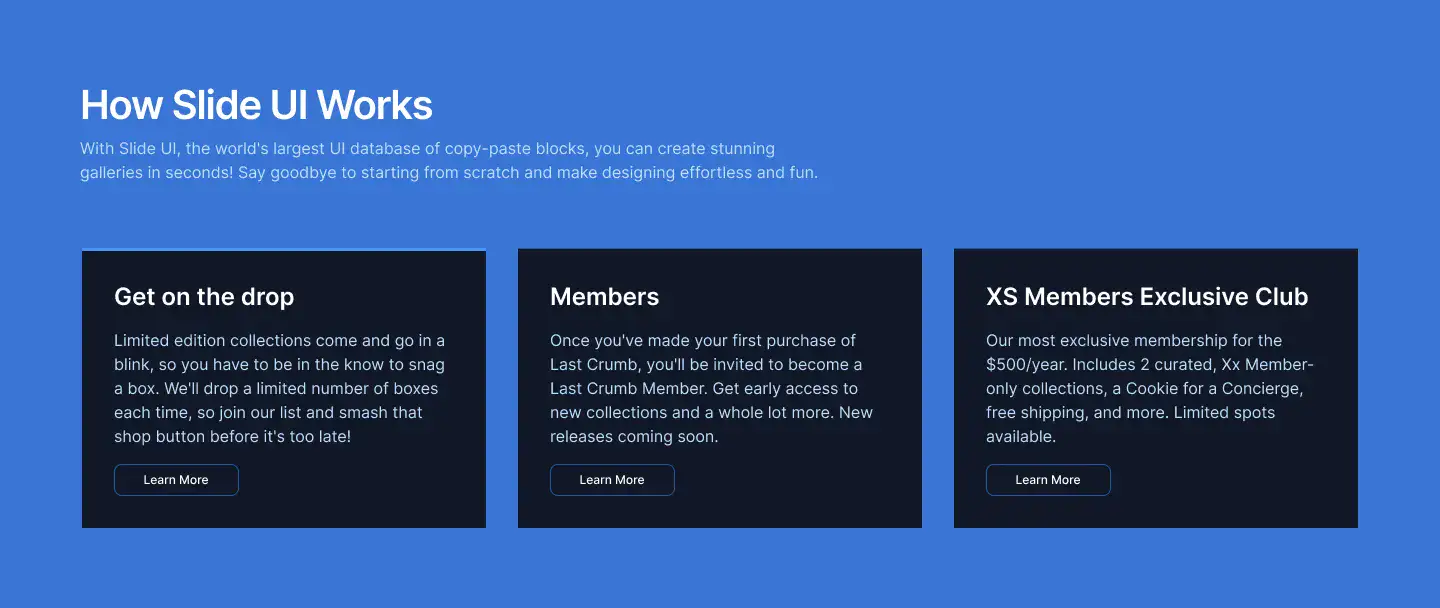 How Slide UI Works
With Slide UI, the world's largest UI database of copy-paste blocks, you can create stunning
galleries in seconds! Say goodbye to starting from scratch and make designing effortless and fun.
Get on the drop
Limited edition collections come and go in a
blink, so you have to be in the know to snag
a box. We'll drop a limited number of boxes
each time, so join our list and smash that
shop button before it's too late!
Learn More
Members
Once you've made your first purchase of
Last Crumb, you'll be invited to become a
Last Crumb Member. Get early access to
new collections and a whole lot more. New
releases coming soon.
Learn More
XS Members Exclusive Club
Our most exclusive membership for the
$500/year. Includes 2 curated, Xx Member-
only collections, a Cookie for a Concierge,
free shipping, and more. Limited spots
available.
Learn More